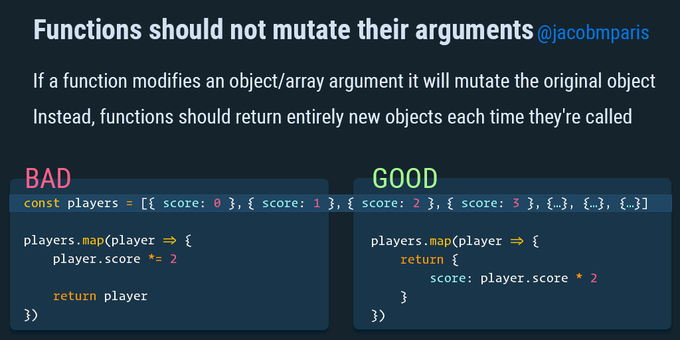 Functions should not mutate their arguments @jacobmparis
If a function modifies an object/array argument it will mutate the original object
Instead, functions should return entirely new objects each time they're called
BAD
GOOD
const players = [{ score: 0 }, { score: 1 }, { score: 2 }, { score: 3 }, {…}, {…}, {…}]
players.map(player => {
player.score *= 2
return player
})
players.map(player => {
return {
score: player.score * 2
}
})